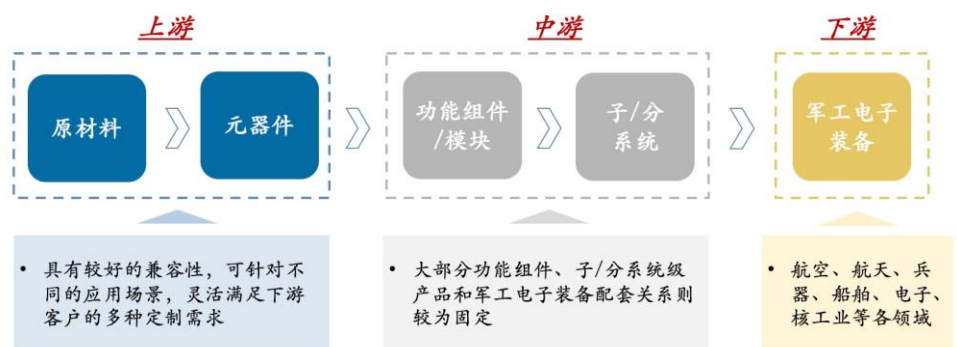 上游
中游
下游
原材料
元器件
功能组件
/模块
子/分
系统
军工电子
装备
• 具有较好的兼容性，可针对不
同的应用场景，灵活满足下游
客户的多种定制需求
• 大部分功能组件、子/分系统级
产品和军工电子装备配套关系则
较为固定
• 航空、航天、兵
器、船舶、电子、
核工业等各领域